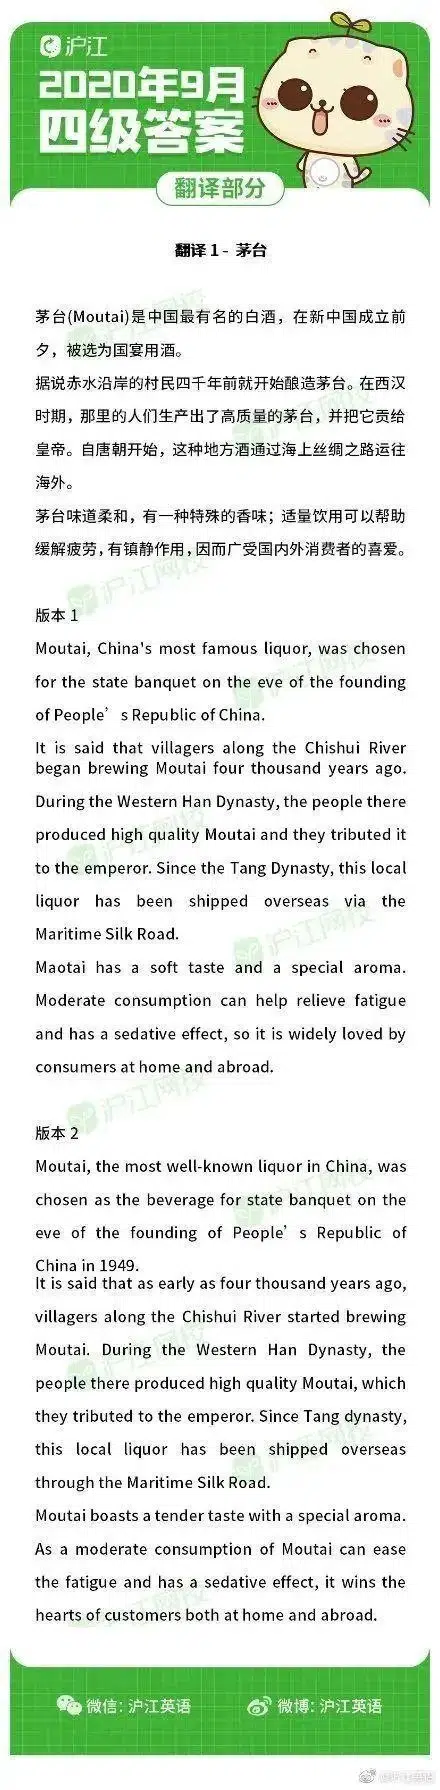 沪江
2020年9月
四级答案
翻译部分
翻译 1 - 茅台
茅台(Moutai)是中国最有名的白酒，在新中国成立前
夕，被选为国宴用酒。
据说赤水沿岸的村民四千年前就开始酿造茅台。在西汉
时期，那里的人们生产出了高质量的茅台，并把它贡给
皇帝。自唐朝开始，这种地方酒通过海上丝绸之路运往
海外。
茅台味道柔和，有一种特殊的香味；适量饮用可以帮助
缓解疲劳，有镇静作用，因而广受国内外消费者的喜爱。
版本 1
Moutai, China's most famous liquor, was chosen
for the state banquet on the eve of the founding
of People’s Republic of China.
It is said that villagers along the Chishui River
began brewing Moutai four thousand years ago.
During the Western Han Dynasty, the people there
produced high quality Moutai and they tributed it
to the emperor. Since the Tang Dynasty, this local
liquor has been shipped overseas via the
Maritime Silk Road.
Maotai has a soft taste and a special aroma.
Moderate consumption can help relieve fatigue
and has a sedative effect, so it is widely loved by
consumers at home and abroad.
版本 2
Moutai, the most well-known liquor in China, was
chosen as the beverage for state banquet on the
eve of the founding of People’s Republic of
China in 1949.
It is said that as early as four thousand years ago,
villagers along the Chishui River started brewing
Moutai. During the Western Han Dynasty, the
people there produced high quality Moutai, which
they tributed to the emperor. Since Tang dynasty,
this local liquor has been shipped overseas
through the Maritime Silk Road.
Moutai boasts a tender taste with a special aroma.
As a moderate consumption of Moutai can ease
the fatigue and has a sedative effect, it wins the
hearts of customers both at home and abroad.
微信：沪江英语 微博：沪江英语
@沪江英语